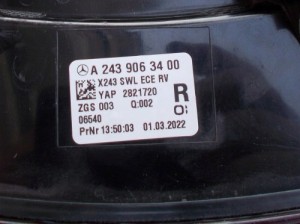 A 243 906 34 00
X243 SWL ECE RV
YAP 2821720
ZGS 003 Q:002
R
06540
O:
PrNr 13:50:03 01.03.2022